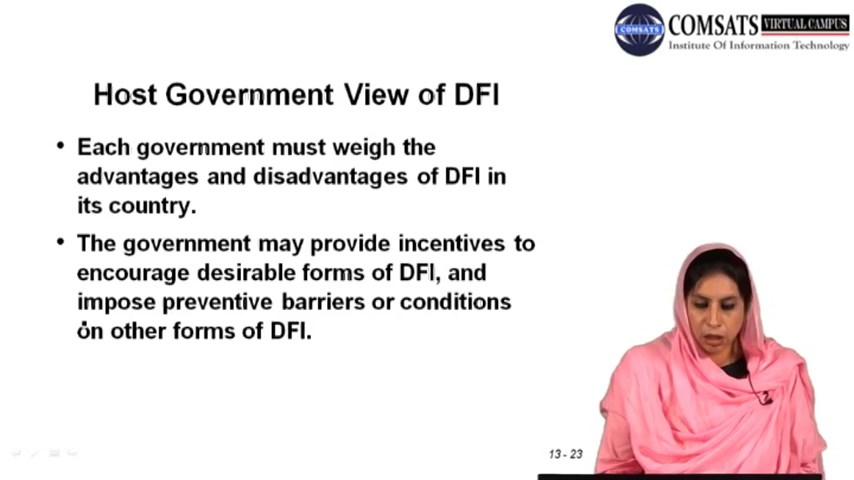 COMSATS VIRTUAL CAMPUS
Institute Of Information Technology
COMSATS
Host Government View of DFI
• Each government must weigh the
advantages and disadvantages of DFI in
its country.
• The government may provide incentives to
encourage desirable forms of DFI, and
impose preventive barriers or conditions
on other forms of DFI.
13 - 23